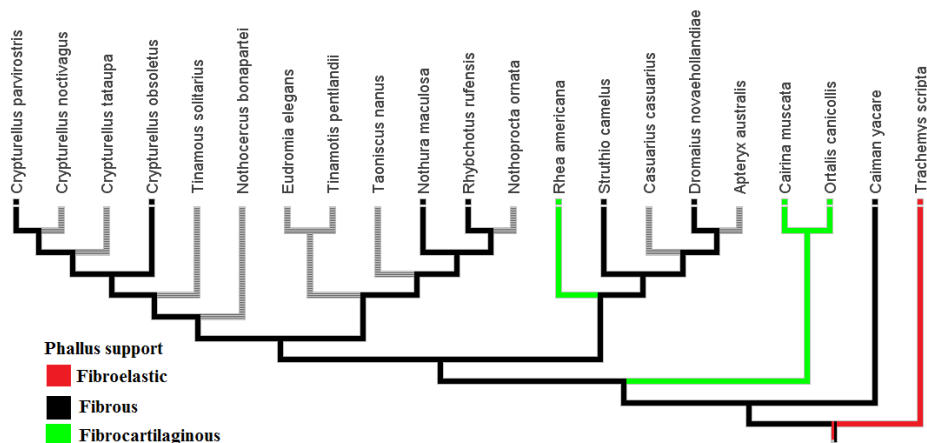 Crypturellus parvirostris
Crypturellus noctivagus
Crypturellus tataupa
Crypturellus obsoletus
Tinamous solitarius
Nothocercus bonapartei
Eudromia elegans
Tinamotis pentlandii
Taoniscus nanus
Nothura maculosa
Rhybchotus rufensis
Nothoprocta ornata
Rhea americana
Struthio camelus
Casuarius casuarius
Dromaius novaehollandiae
Apteryx australis
Cairina muscata
Ortalis canicollis
Caiman yacare
Trachemys scripta
Phallus support
Fibroelastic
Fibrous
Fibrocartilaginous